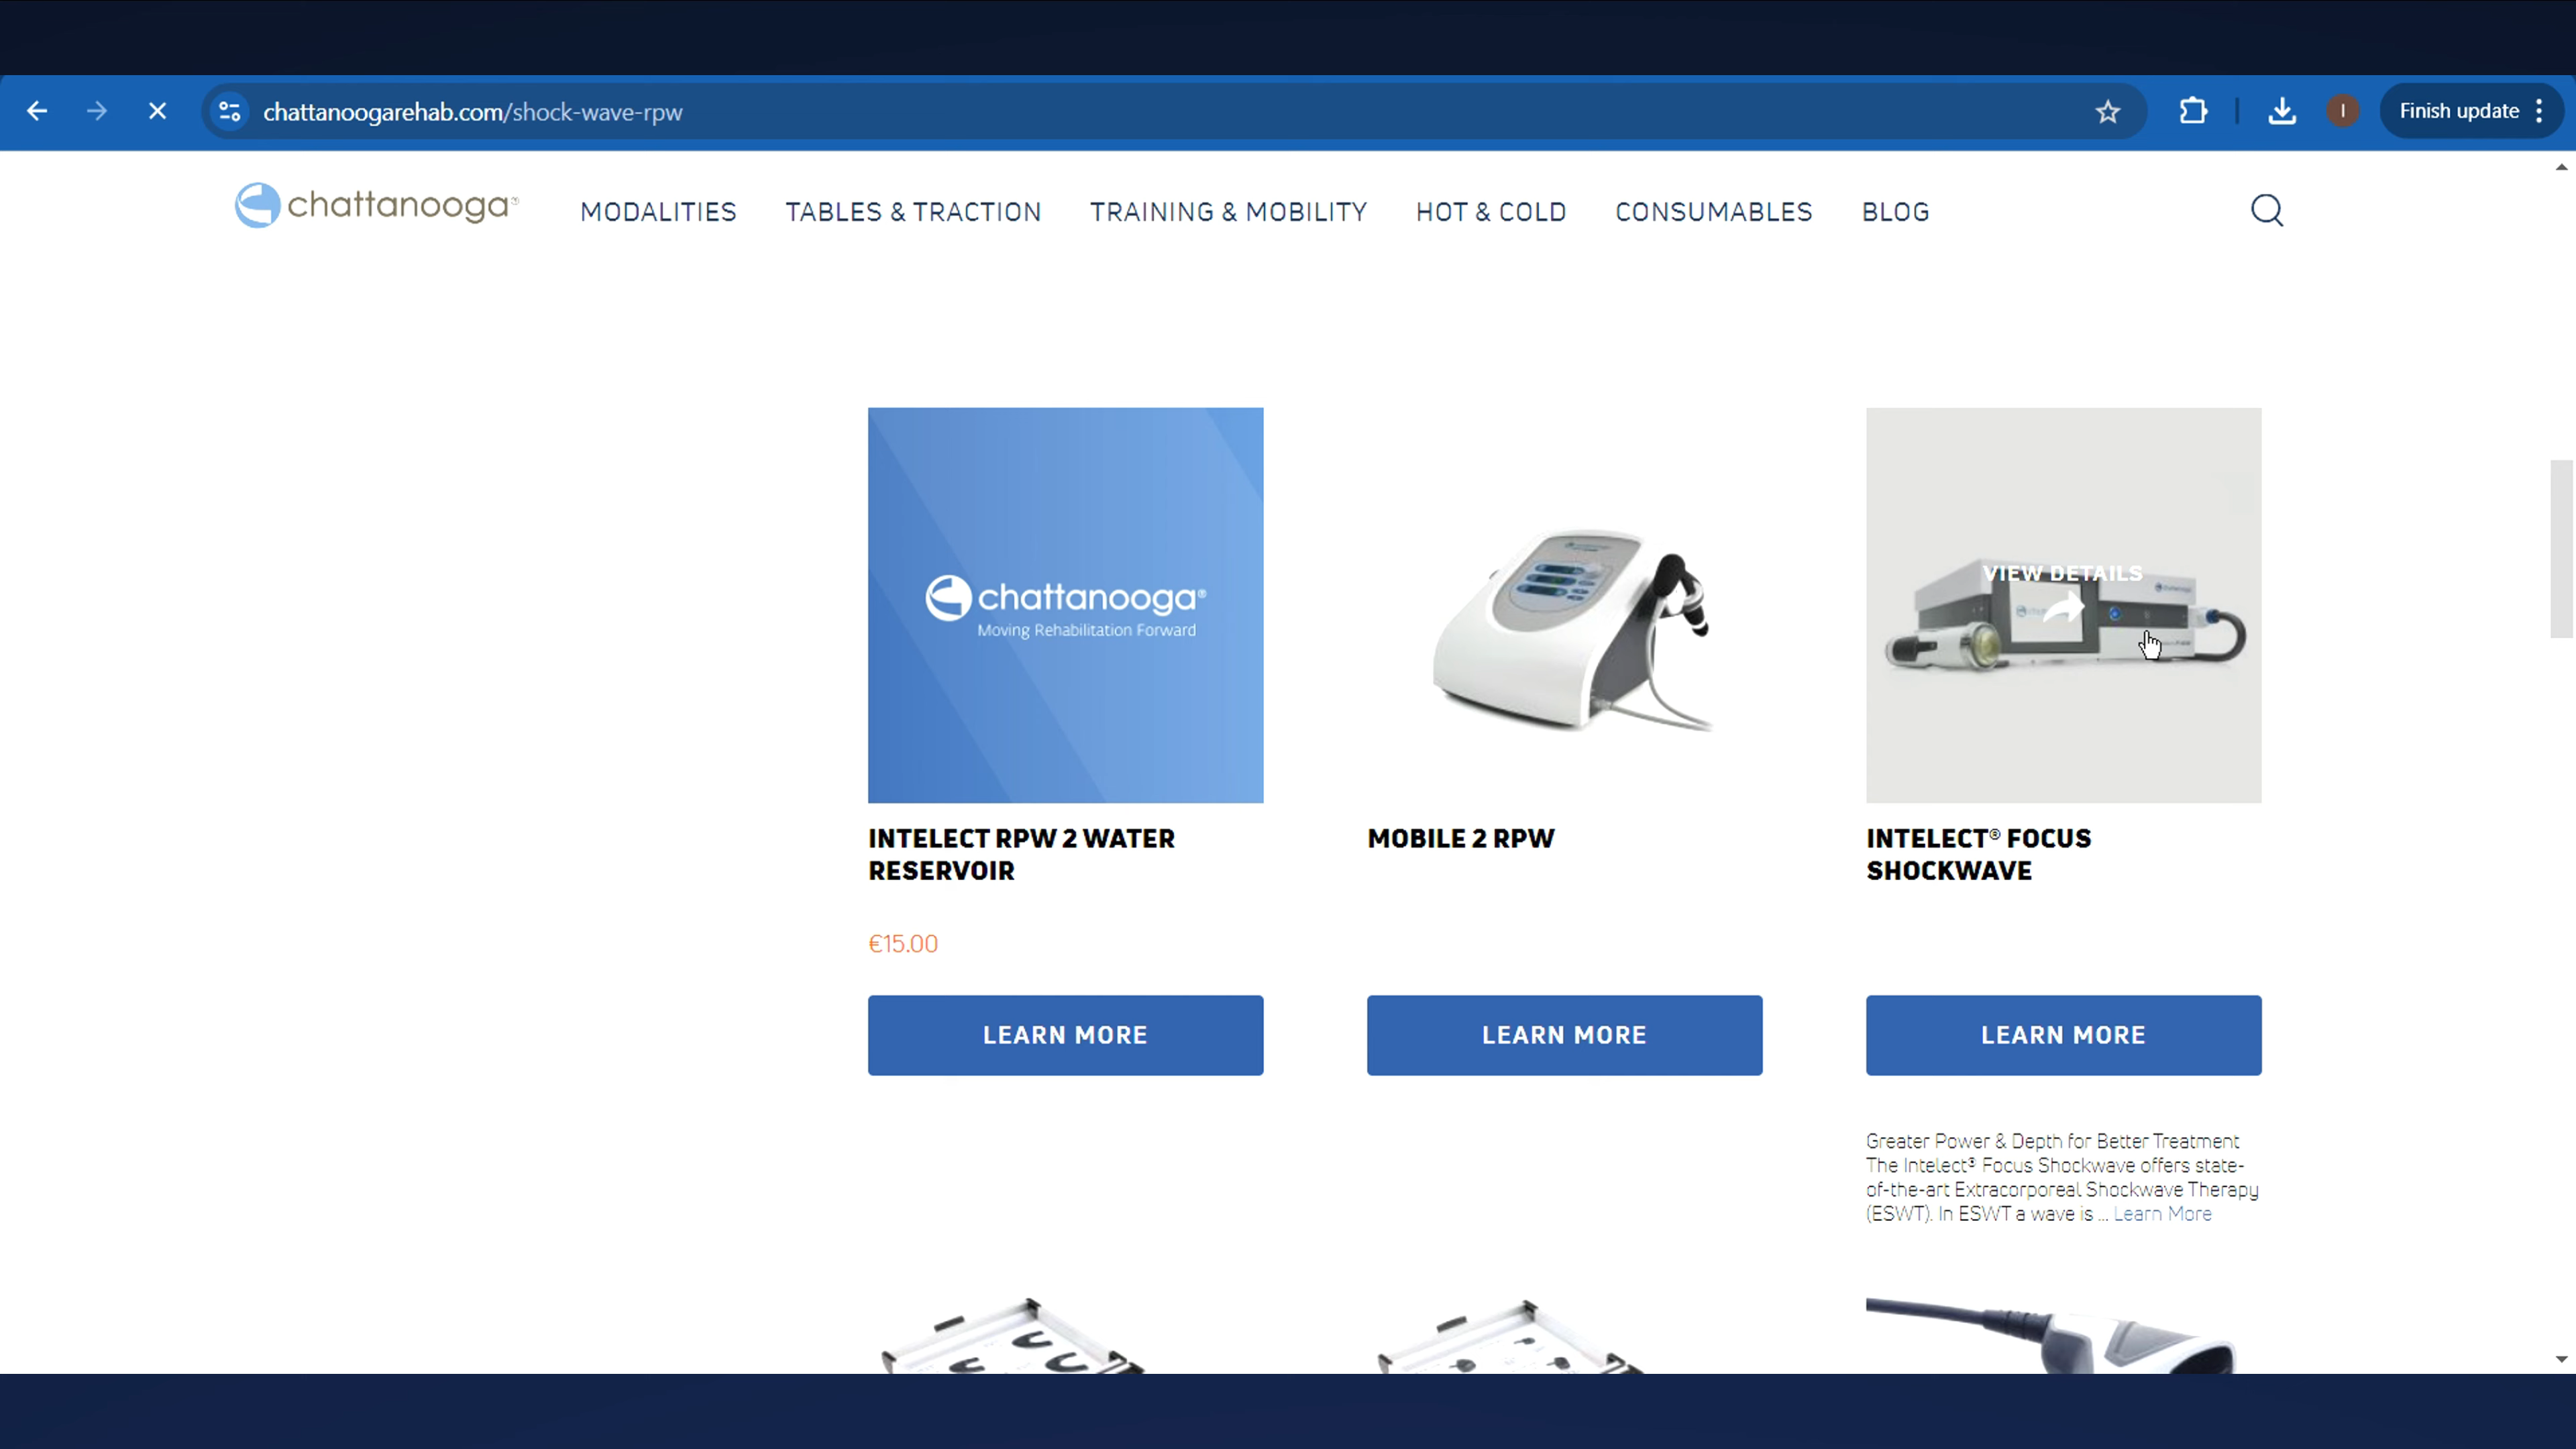 chattanoogarehab.com/shock-wave-rpw
I
Finish update
chattanooga®
MODALITIES
TABLES & TRACTION
TRAINING & MOBILITY
HOT & COLD
CONSUMABLES
BLOG
chattanooga®
Moving Rehabilitation Forward
VIEW DETAILS
INTELECT RPW 2 WATER
RESERVOIR
€15.00
LEARN MORE
MOBILE 2 RPW
LEARN MORE
INTELECT® FOCUS
SHOCKWAVE
LEARN MORE
Greater Power & Depth for Better Treatment
The Intelect® Focus Shockwave offers state-
of-the-art Extracorporeal Shockwave Therapy
(ESWT). In ESWT a wave is ... Learn More